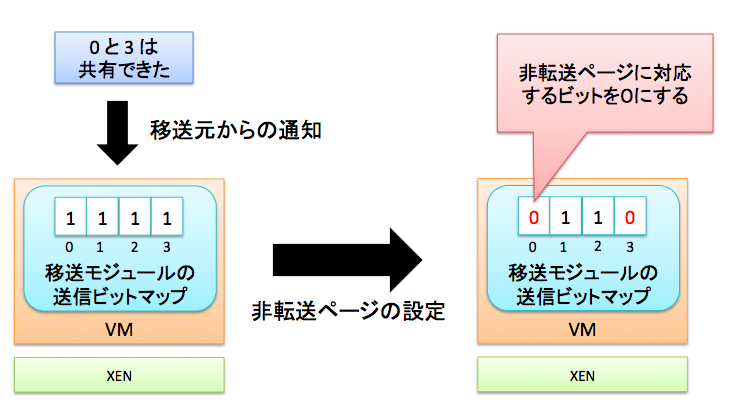 0と3は
共有できた
移送元からの通知
1 1 1 1
0 1 2 3
移送モジュールの
送信ビットマップ
VM
XEN
非転送ページの設定
非転送ページに対応
するビットを0にする
0 1 1 0
0 1 2 3
移送モジュールの
送信ビットマップ
VM
XEN